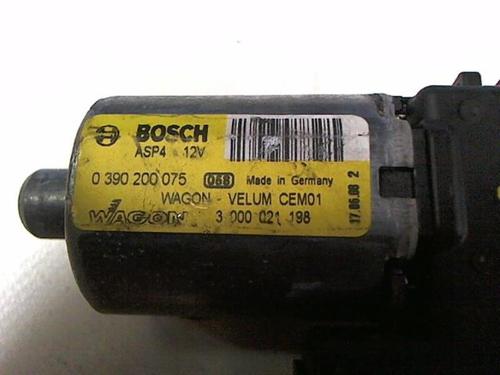 BOSCH
ASP4 12V
0 390 200 075 068 Made in Germany
WAGON - VELUM CEM01
WAGON 3 000 021 198
17.06.08 2